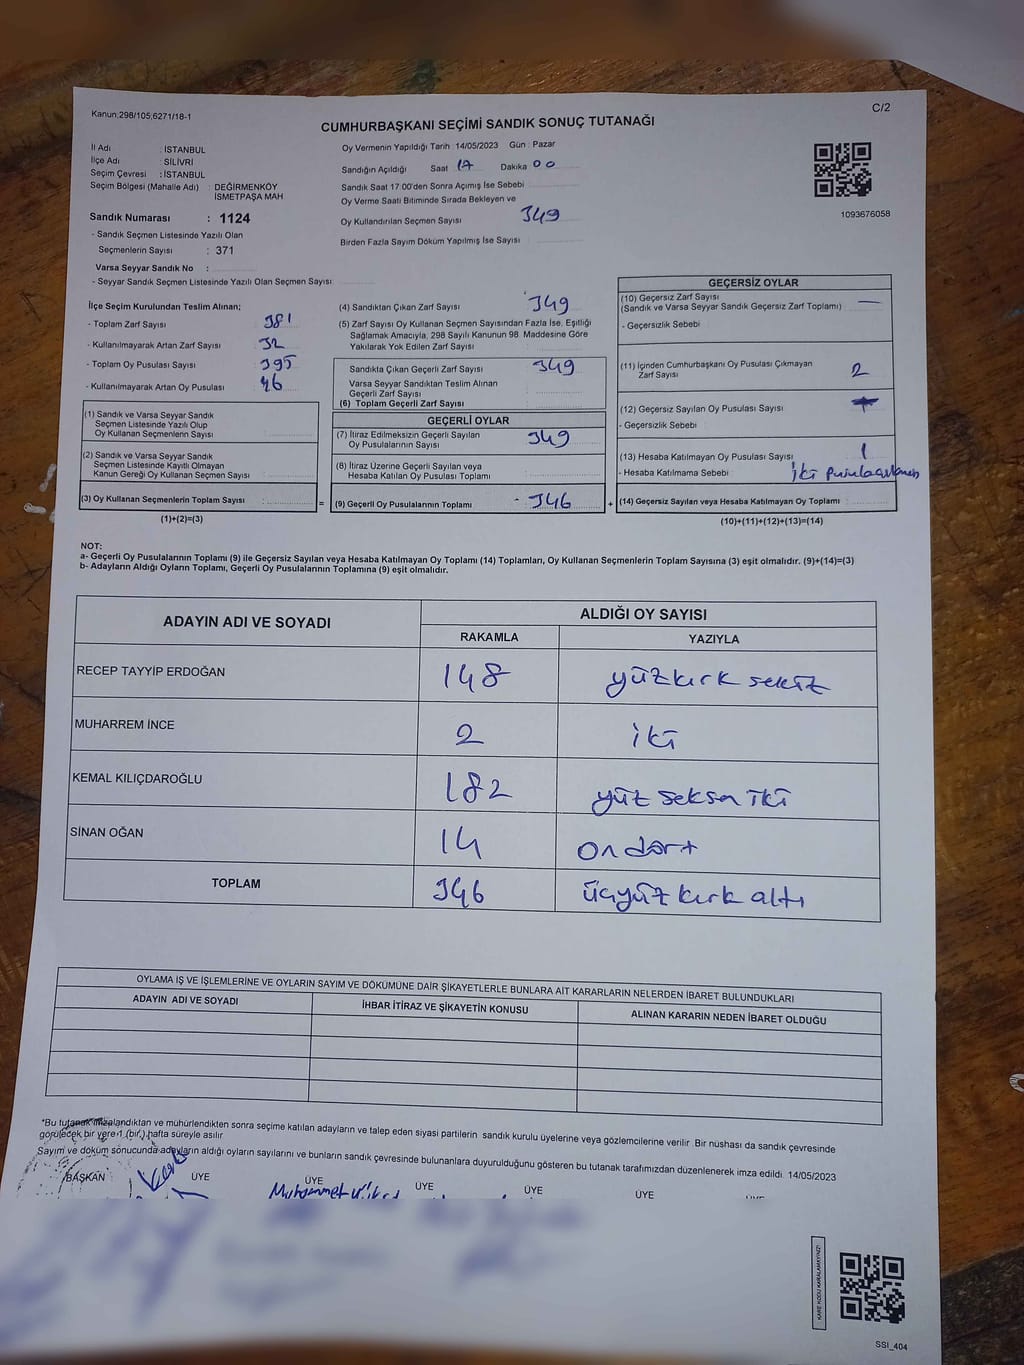 Kanun:298/105,6271/18-1
C/2
CUMHURBAŞKANI SEÇİMİ SANDIK SONUÇ TUTANAĞI
İl Adı : İSTANBUL
İlçe Adı : SİLİVRİ
Seçim Çevresi : İSTANBUL
Seçim Bölgesi (Mahalle Adı) : DEĞİRMENKÖY
İSMETPAŞA MAH
Sandık Numarası : 1124
- Sandık Seçmen Listesinde Yazılı Olan
Seçmenlerin Sayısı : 371
Varsa Seyyar Sandık No :
- Seyyar Sandık Seçmen Listesinde Yazılı Olan Seçmen Sayısı:
Oy Vermenin Yapıldığı Tarih : 14/05/2023 Gün : Pazar
Sandığın Açıldığı Saat 17 Dakika 00
Sandık Saat 17:00'den Sonra Açımış İse Sebebi
Oy Verme Saati Bitiminde Sırada Bekleyen ve
Oy Kullandırılan Seçmen Sayısı 349
Birden Fazla Sayım Döküm Yapılmış İse Sayısı
1093676058
İlçe Seçim Kurulundan Teslim Alınan;
- Toplam Zarf Sayısı : 381
- Kullanılmayarak Artan Zarf Sayısı : 32
- Toplam Oy Pusulası Sayısı : 395
- Kullanılmayarak Artan Oy Pusulası : 46
(1) Sandık ve Varsa Seyyar Sandık
Seçmen Listesinde Yazılı Olup
Oy Kullanan Seçmenlerin Sayısı :
(2) Sandık ve Varsa Seyyar Sandık
Seçmen Listesinde Kayıtlı Olmayan
Kanun Gereği Oy Kullanan Seçmen Sayısı :
(3) Oy Kullanan Seçmenlerin Toplam Sayısı :
(1)+(2)=(3)
=
(4) Sandıktan Çıkan Zarf Sayısı : 349
(5) Zarf Sayısı Oy Kullanan Seçmen Sayısından Fazla İse, Eşitliği
Sağlamak Amacıyla, 298 Sayılı Kanunun 98. Maddesine Göre
Yakılarak Yok Edilen Zarf Sayısı :
Sandıkla Çıkan Geçerli Zarf Sayısı : 349
Varsa Seyyar Sandıktan Teslim Alınan
Geçerli Zarf Sayısı :
(6) Toplam Geçerli Zarf Sayısı :
GEÇERLİ OYLAR
(7) İtiraz Edilmeksizin Geçerli Sayılan
Oy Pusulalarının Sayısı : 349
(8) İtiraz Üzerine Geçerli Sayılan veya
Hesaba Katılan Oy Pusulası Toplamı :
(9) Geçerli Oy Pusulalarının Toplamı : 346
+
GEÇERSİZ OYLAR
(10) Geçersiz Zarf Sayısı
(Sandık ve Varsa Seyyar Sandık Geçersiz Zarf Toplamı) : —
- Geçersizlik Sebebi :
(11) İçinden Cumhurbaşkanı Oy Pusulası Çıkmayan
Zarf Sayısı : 2
(12) Geçersiz Sayılan Oy Pusulası Sayısı :
- Geçersizlik Sebebi :
(13) Hesaba Katılmayan Oy Pusulası Sayısı : 1
- Hesaba Katılmama Sebebi : iki
(14) Geçersiz Sayılan veya Hesaba Katılmayan Oy Toplamı :
(10)+(11)+(12)+(13)=(14)
NOT:
a- Geçerli Oy Pusulalarının Toplamı (9) ile Geçersiz Sayılan veya Hesaba Katılmayan Oy Toplamı (14) Toplamları, Oy Kullanan Seçmenlerin Toplam Sayısına (3) eşit olmalıdır. (9)+(14)=(3)
b- Adayların Aldığı Oyların Toplamı, Geçerli Oy Pusulalarının Toplamına (9) eşit olmalıdır.
ADAYIN ADI VE SOYADI ALDIĞI OY SAYISI
RAKAMLA YAZIYLA
RECEP TAYYİP ERDOĞAN 148 yüzkırk sekiz
MUHARREM İNCE 2 iki
KEMAL KILIÇDAROĞLU 182 yüz seksen iki
SİNAN OĞAN 14 on dört
TOPLAM 346 üçyüz kırk altı
OYLAMA İŞ VE İŞLEMLERİNE VE OYLARIN SAYIM VE DÖKÜMÜNE DAİR ŞİKAYETLERLE BUNLARA AİT KARARLARIN NELERDEN İBARET BULUNDUKLARI
ADAYIN ADI VE SOYADI İHBAR İTİRAZ VE ŞİKAYETİN KONUSU ALINAN KARARIN NEDEN İBARET OLDUĞU
*Bu tutanak imzalandıktan ve mühürlendikten sonra seçime katılan adayların ve talep eden siyasi partilerin sandık kurulu üyelerine veya gözlemcilerine verilir. Bir nüshası da sandık çevresinde
görülecek bir yere 1 (bir) hafta süreyle asılır.
Sayım ve döküm sonucunda adayların aldığı oyların sayılarını ve bunların sandık çevresinde bulunanlara duyurulduğunu gösteren bu tutanak tarafımızdan düzenlenerek imza edildi. 14/05/2023
BAŞKAN ÜYE ÜYE ÜYE ÜYE ÜYE
KARE KODU KARALAMAYINIZ!
SSI_404